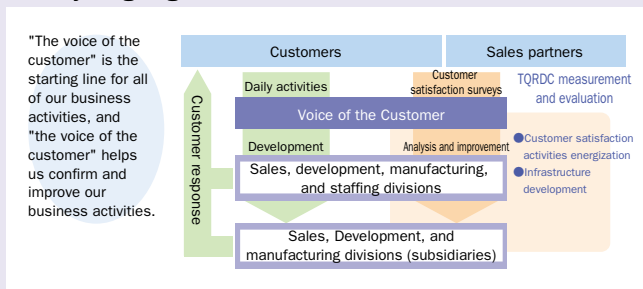 "The voice of the
customer" is the
starting line for all
of our business
activities, and
"the voice of the
customer" helps
us confirm and
improve our
business activities.
Customers
Sales partners
Daily activities
Customer
satisfaction surveys
TQRDC measurement
and evaluation
Voice of the Customer
Customer response
Development
Analysis and improvement
●Customer satisfaction
activities energization
●Infrastructure
development
Sales, development, manufacturing,
and staffing divisions
Sales, Development, and
manufacturing divisions (subsidiaries)